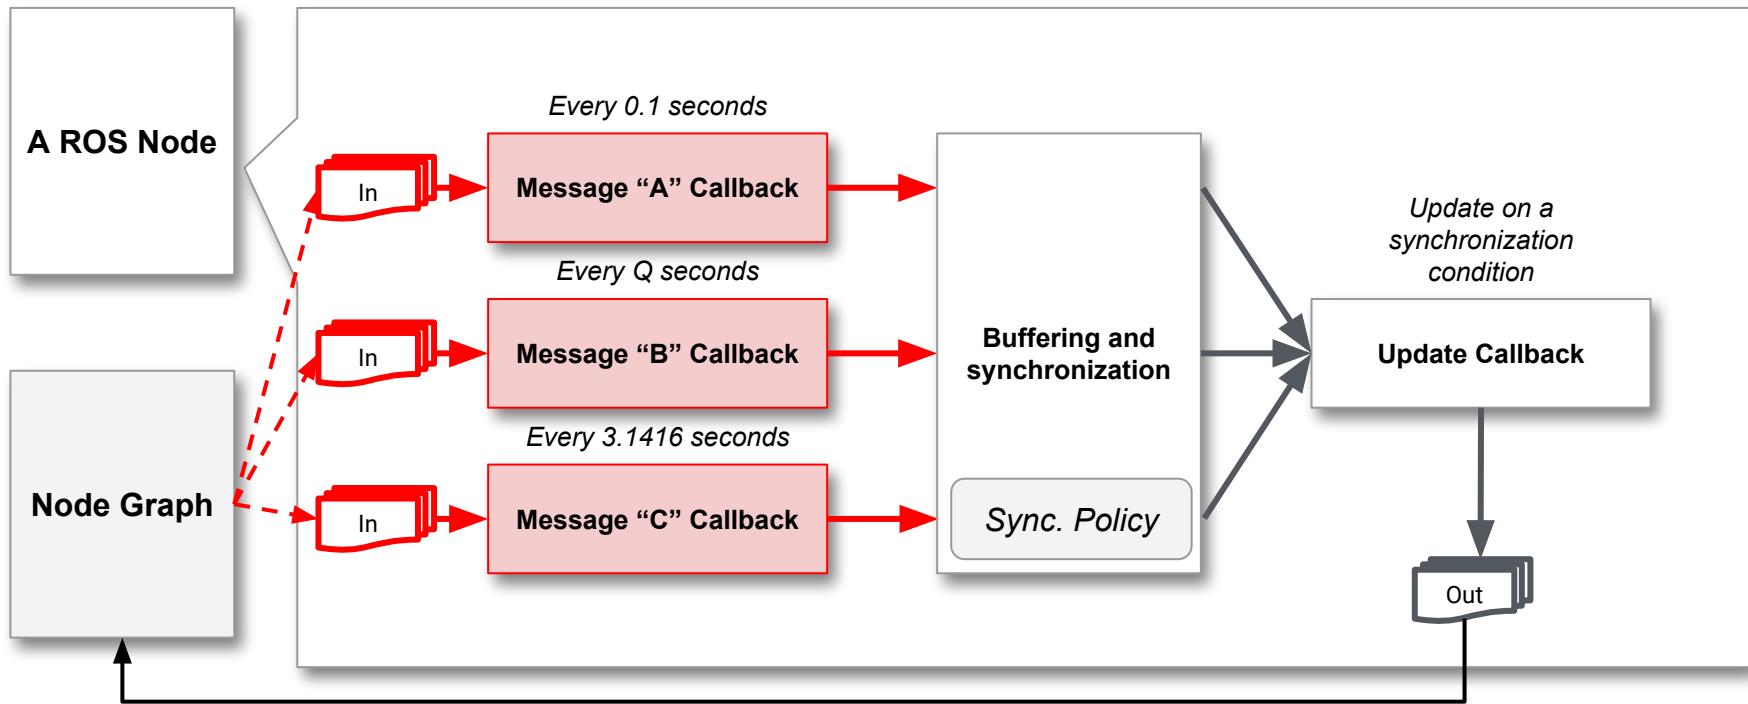 A ROS Node
Every 0.1 seconds
In
Message “A” Callback
Every Q seconds
In
Message “B” Callback
Every 3.1416 seconds
In
Message “C” Callback
Node Graph
Buffering and
synchronization
Sync. Policy
Update on a
synchronization
condition
Update Callback
Out